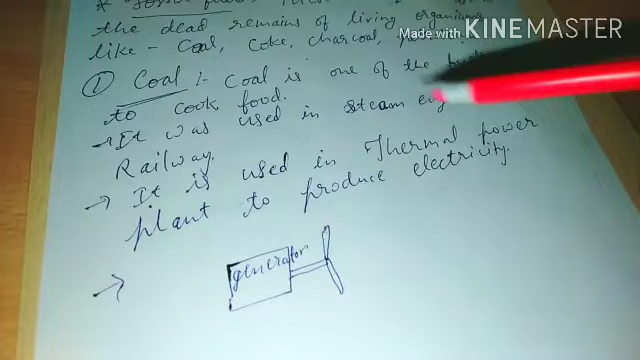 the dead remains of living organisms
like - Coal, Coke, charcoal,
Made with KINEMASTER
① Coal :- Coal is one of the
to cook food.
→ It was used in steam
Railway.
→ It is used in Thermal power
plant to produce electricity.
→ generator